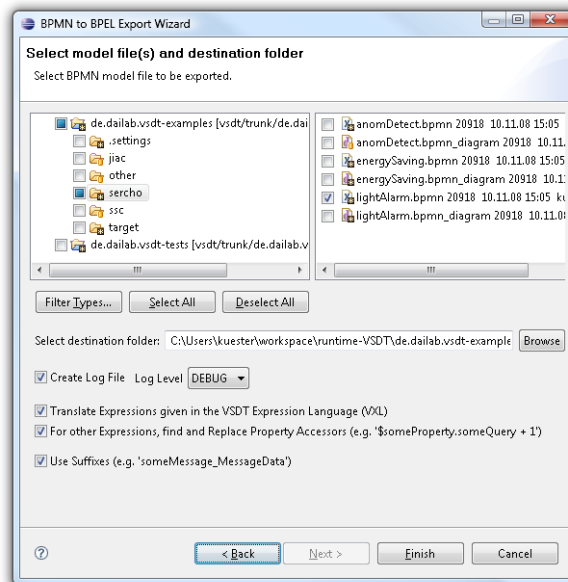 BPMN to BPEL Export Wizard
Select model file(s) and destination folder
Select BPMN model file to be exported.
de.dailab.vsdt-examples [vsdt/trunk/de.dai
.settings
jiac
other
sercho
ssc
target
de.dailab.vsdt-tests [vsdt/trunk/de.dailab.v
anomDetect.bpmn 20918 10.11.08 15:05
anomDetect.bpmn_diagram 20918 10.11.
energySaving.bpmn 20918 10.11.08 15:05
energySaving.bpmn_diagram 20918 10.1
lightAlarm.bpmn 20918 10.11.08 15:05 ku
lightAlarm.bpmn_diagram 20918 10.11.08
Filter Types... Select All Deselect All
Select destination folder: C:\Users\kuester\workspace\runtime-VSDT\de.dailab.vsdt-example Browse
Create Log File Log Level DEBUG
Translate Expressions given in the VSDT Expression Language (VXL)
For other Expressions, find and Replace Property Accessors (e.g. '$someProperty.someQuery + 1')
Use Suffixes (e.g. 'someMessage_MessageData')
? < Back Next > Finish Cancel